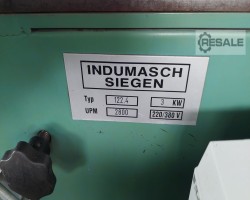 RESALE
INDUMASCH
SIEGEN
Typ 122.4 3 KW
UPM 2800 220/380 V